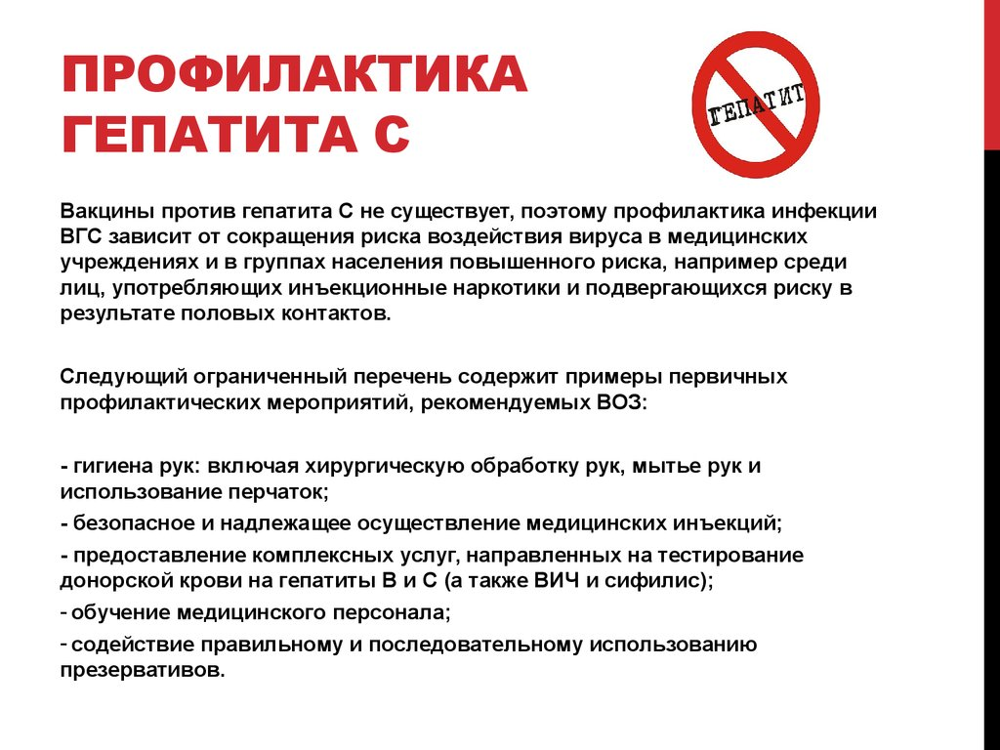 ПРОФИЛАКТИКА
ГЕПАТИТА С
ГЕПАТИТ
Вакцины против гепатита С не существует, поэтому профилактика инфекции
ВГС зависит от сокращения риска воздействия вируса в медицинских
учреждениях и в группах населения повышенного риска, например среди
лиц, употребляющих инъекционные наркотики и подвергающихся риску в
результате половых контактов.
Следующий ограниченный перечень содержит примеры первичных
профилактических мероприятий, рекомендуемых ВОЗ:
- гигиена рук: включая хирургическую обработку рук, мытье рук и
использование перчаток;
- безопасное и надлежащее осуществление медицинских инъекций;
- предоставление комплексных услуг, направленных на тестирование
донорской крови на гепатиты В и С (а также ВИЧ и сифилис);
- обучение медицинского персонала;
- содействие правильному и последовательному использованию
презервативов.